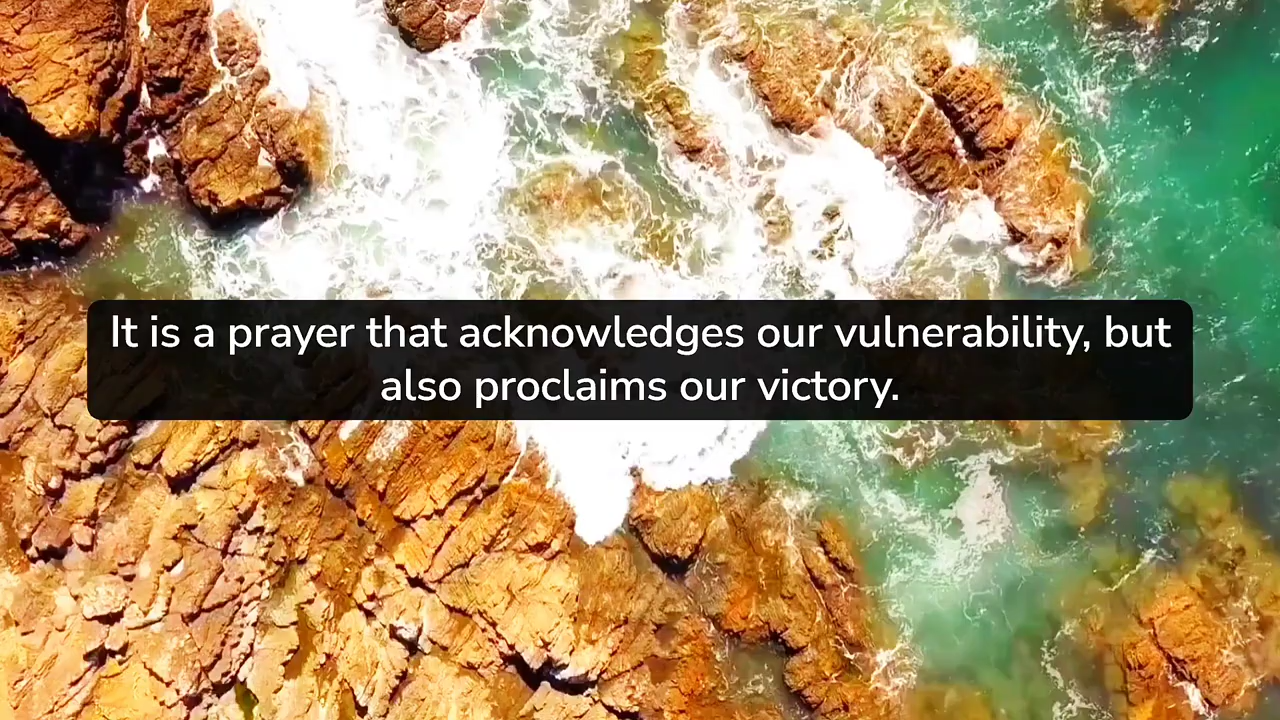 It is a prayer that acknowledges our vulnerability, but
also proclaims our victory.